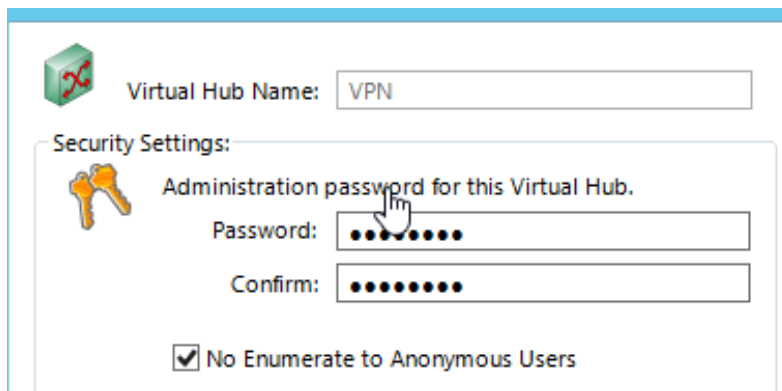 Virtual Hub Name: VPN
Security Settings:
Administration password for this Virtual Hub.
Password: ●●●●●●●●
Confirm: ●●●●●●●●
No Enumerate to Anonymous Users